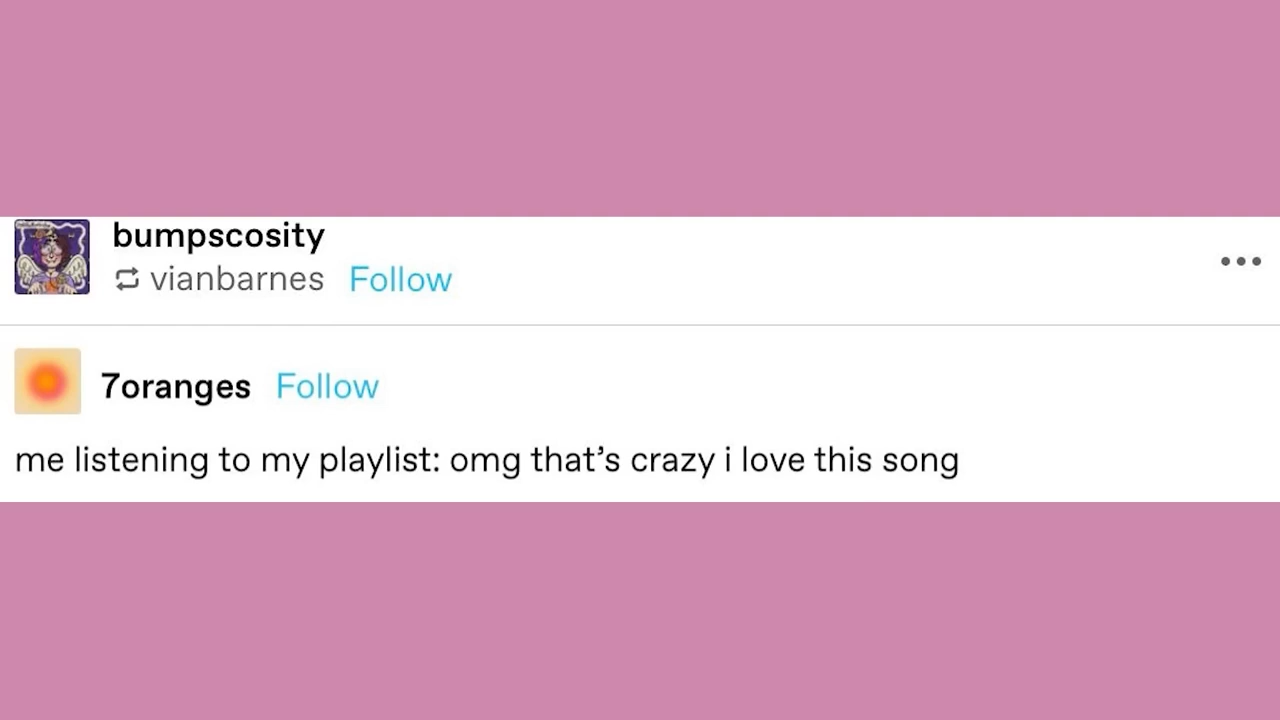 bumpscosity
vianbarnes Follow
7oranges Follow
me listening to my playlist: omg that’s crazy i love this song